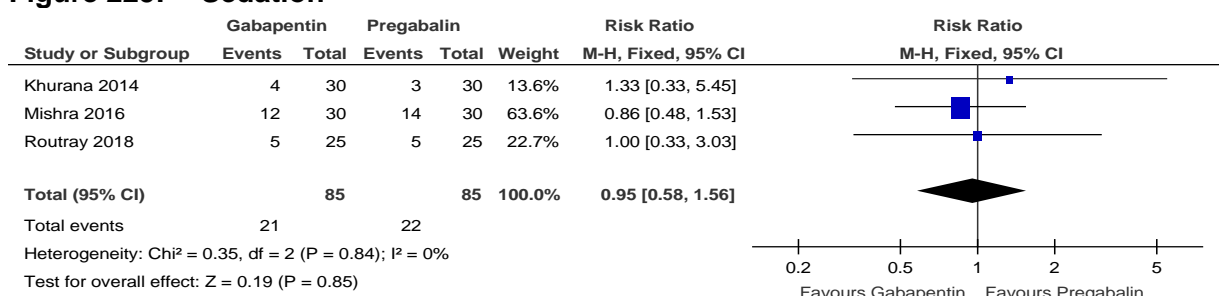 Gabapentin Pregabalin Risk Ratio Risk Ratio
Study or Subgroup Events Total Events Total Weight M-H, Fixed, 95% CI M-H, Fixed, 95% CI
Khurana 2014 4 30 3 30 13.6% 1.33 [0.33, 5.45]
Mishra 2016 12 30 14 30 63.6% 0.86 [0.48, 1.53]
Routray 2018 5 25 5 25 22.7% 1.00 [0.33, 3.03]
Total (95% CI) 85 85 100.0% 0.95 [0.58, 1.56]
Total events 21 22
Heterogeneity: Chi² = 0.35, df = 2 (P = 0.84); I² = 0%
Test for overall effect: Z = 0.19 (P = 0.85)
0.2 0.5 1 2 5
Favours Gabapentin Favours Pregabalin